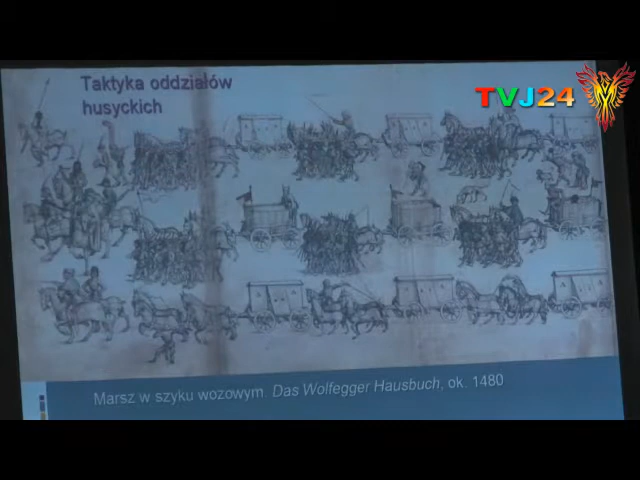 Taktyka oddziałów
husyckich
TVJ24
Marsz w szyku wozowym. Das Wolfegger Hausbuch, ok. 1480